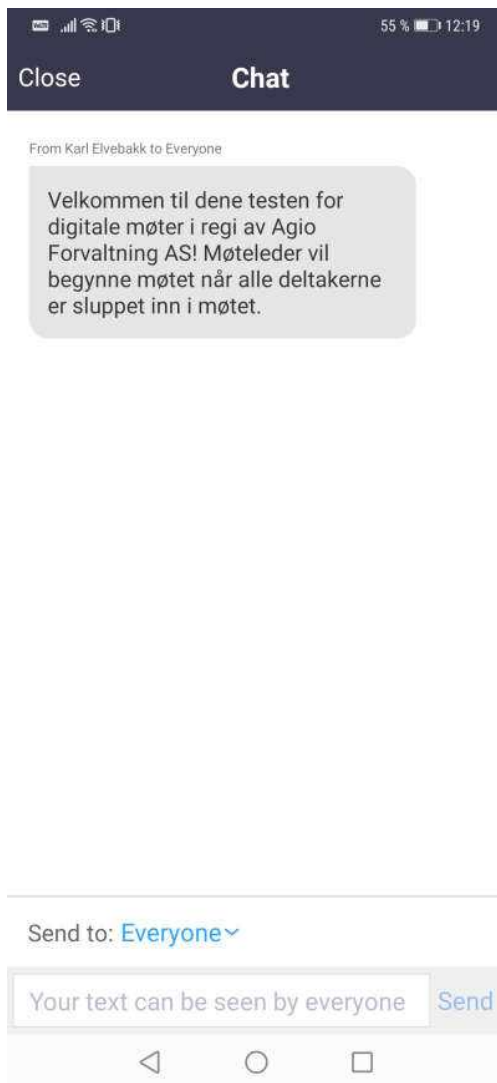 55 % 12:19
Close Chat
From Karl Elvebakk to Everyone
Velkommen til dene testen for
digitale møter i regi av Agio
Forvaltning AS! Møteleder vil
begynne møtet når alle deltakerne
er sluppet inn i møtet.
Send to: Everyone
Your text can be seen by everyone Send